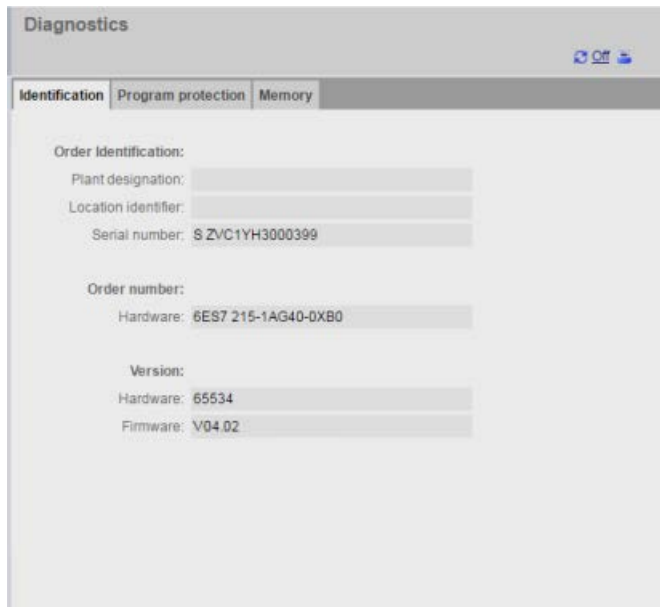 Diagnostics
Off
Identification Program protection Memory
Order Identification:
Plant designation:
Location identifier:
Serial number: S ZVC1YH3000399
Order number:
Hardware: 6ES7 215-1AG40-0XB0
Version:
Hardware: 65534
Firmware: V04.02